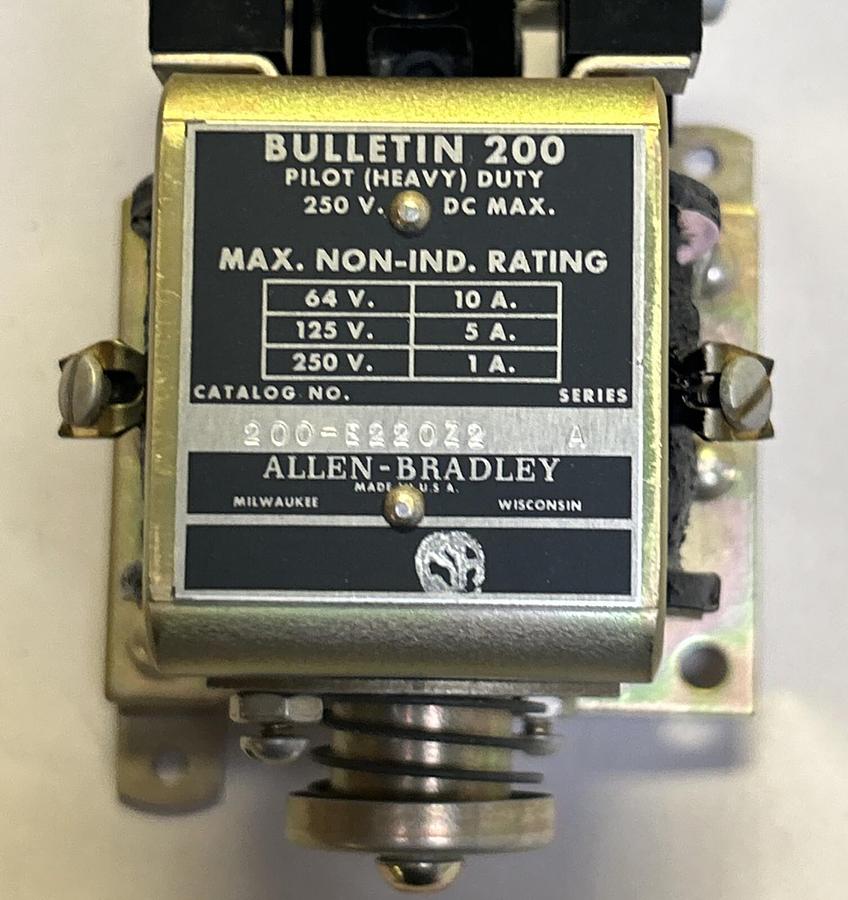 BULLETIN 200
PILOT (HEAVY) DUTY
250 V. DC MAX.
MAX. NON-IND. RATING
64 V. 10 A.
125 V. 5 A.
250 V. 1 A.
CATALOG NO. SERIES
A
ALLEN-BRADLEY
MADE U.S A.
MILWAUKEE WISCONSIN